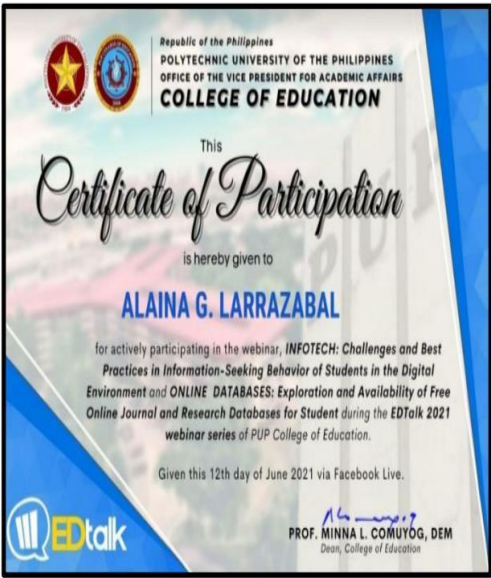 Republic of the Philippines
POLYTECHNIC UNIVERSITY OF THE PHILIPPINES
OFFICE OF THE VICE PRESIDENT FOR ACADEMIC AFFAIRS
COLLEGE OF EDUCATION
This
Certificate of Participation
is hereby given to
ALAINA G. LARRAZABAL
for actively participating in the webinar, INFOTECH: Challenges and Best
Practices in Information-Seeking Behavior of Students in the Digital
Environment and ONLINE DATABASES: Exploration and Availability of Free
Online Journal and Research Databases for Student during the EDTalk 2021
webinar series of PUP College of Education.
Given this 12th day of June 2021 via Facebook Live.
PROF. MINNA L. COMUYOG, DEM
Dean, College of Education
EDtalk